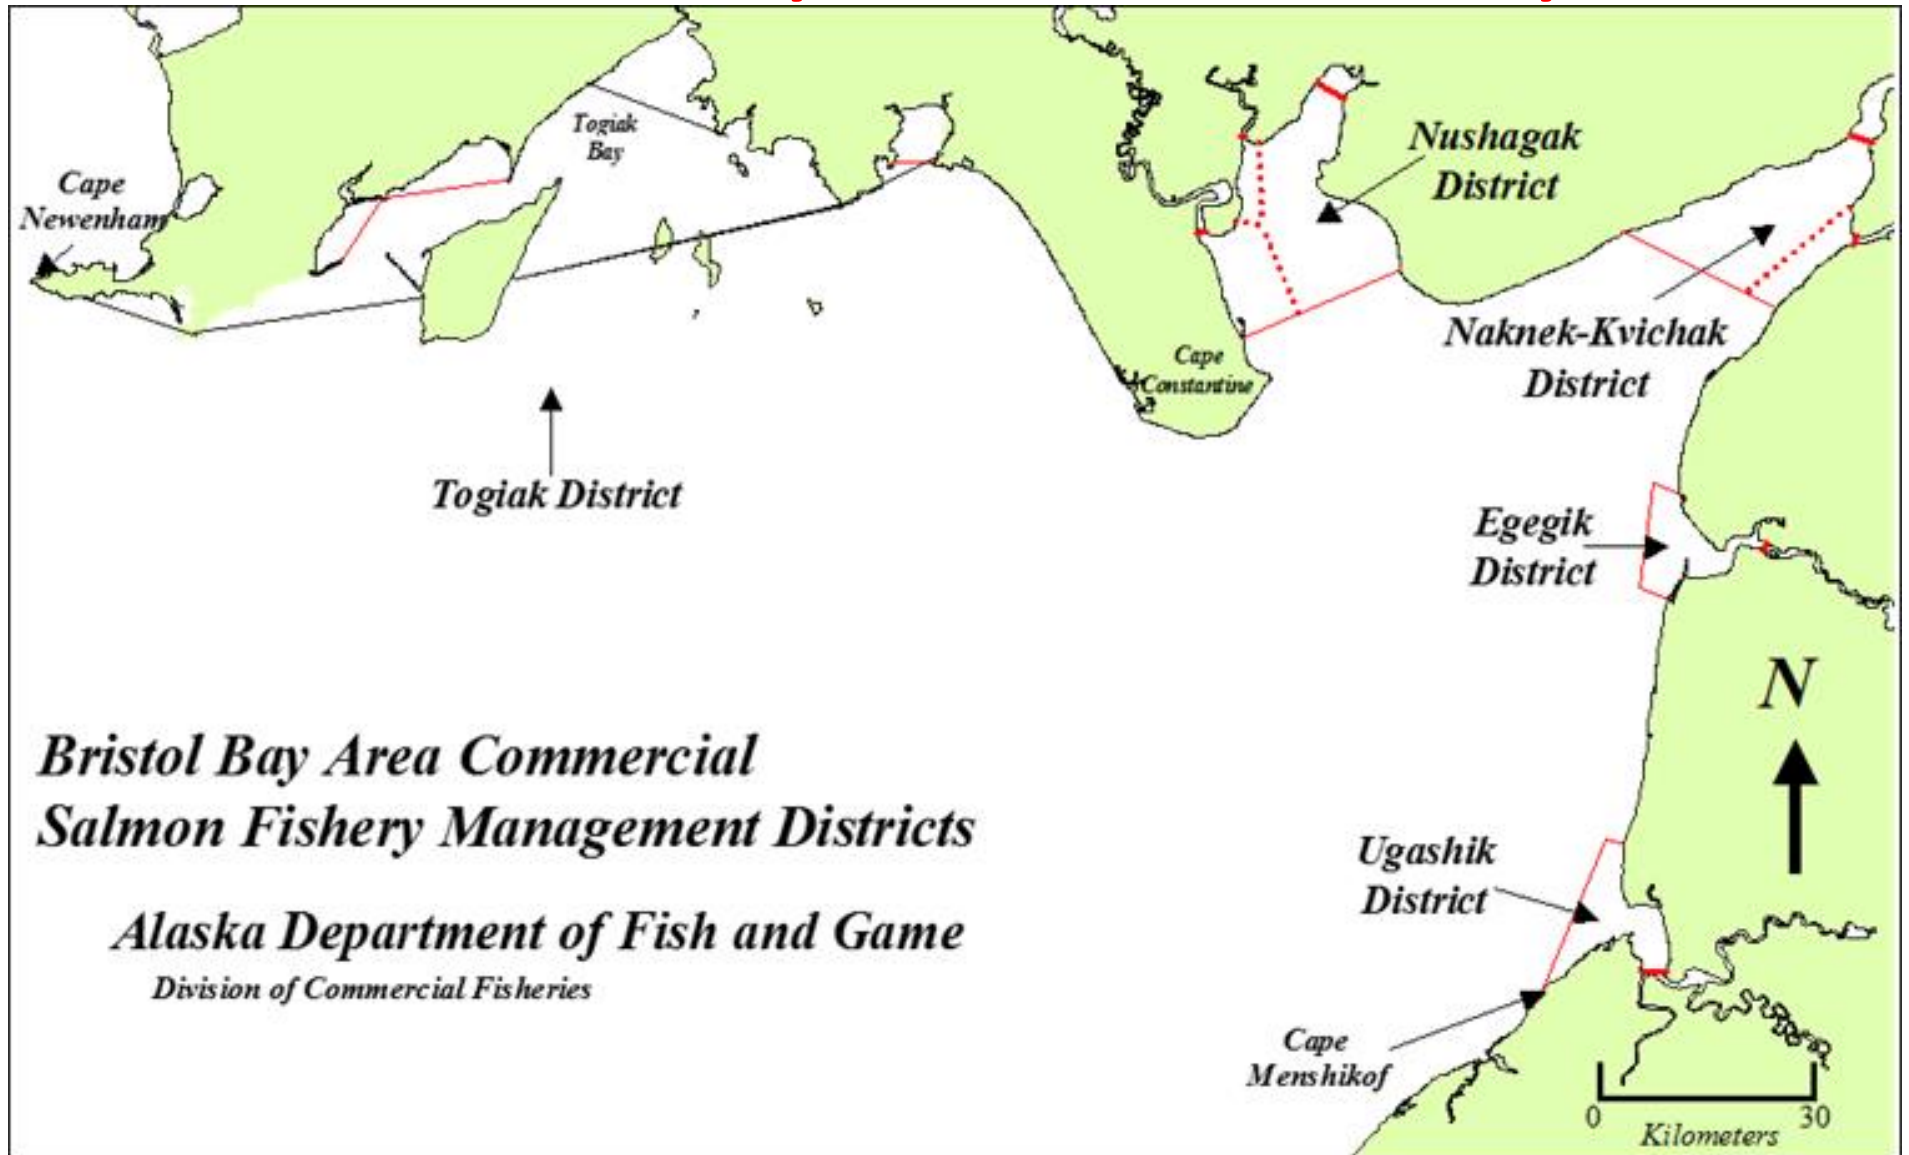 Togiak
Bay
Cape
Newenham
Nushagak
District
Naknek-Kvichak
District
Cape
Constantine
Togiak District
Egegik
District
N
Bristol Bay Area Commercial
Salmon Fishery Management Districts
Alaska Department of Fish and Game
Division of Commercial Fisheries
Ugashik
District
Cape
Menshikof
0 30
Kilometers